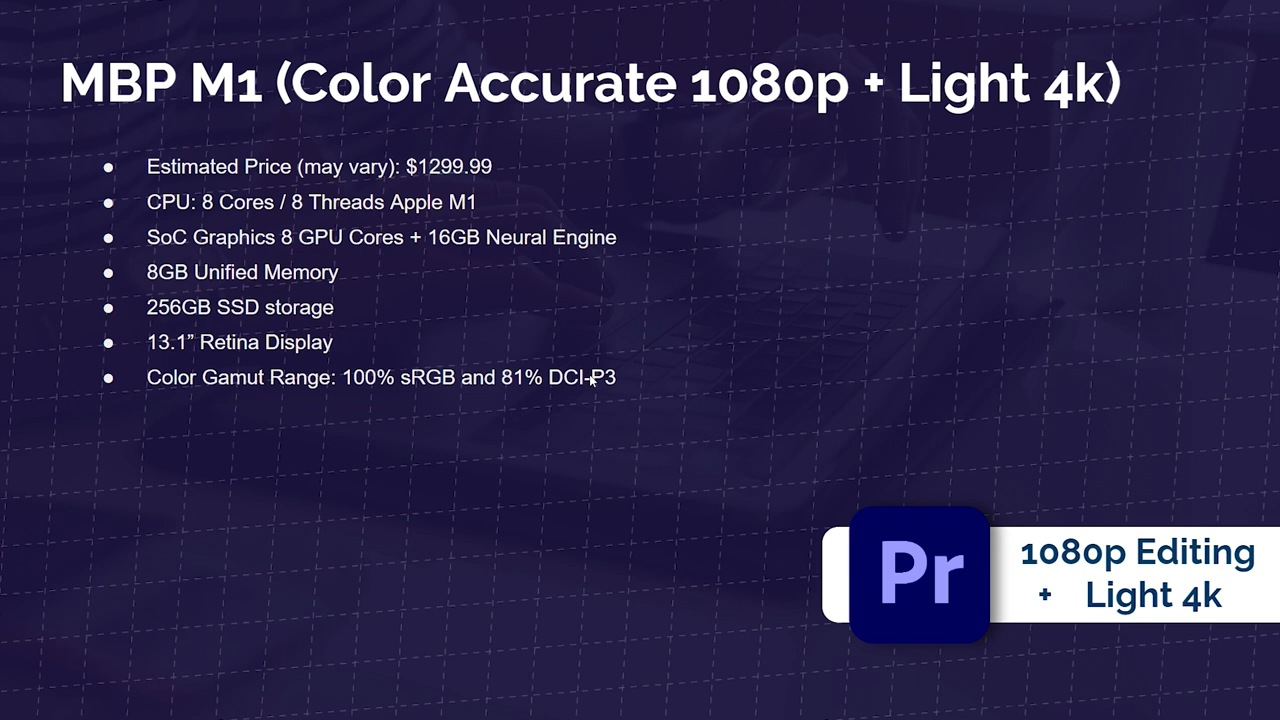 MBP M1 (Color Accurate 1080p + Light 4k)
● Estimated Price (may vary): $1299.99
● CPU: 8 Cores / 8 Threads Apple M1
● SoC Graphics 8 GPU Cores + 16GB Neural Engine
● 8GB Unified Memory
● 256GB SSD storage
● 13.1” Retina Display
● Color Gamut Range: 100% sRGB and 81% DCI-P3
Pr
1080p Editing
+ Light 4k